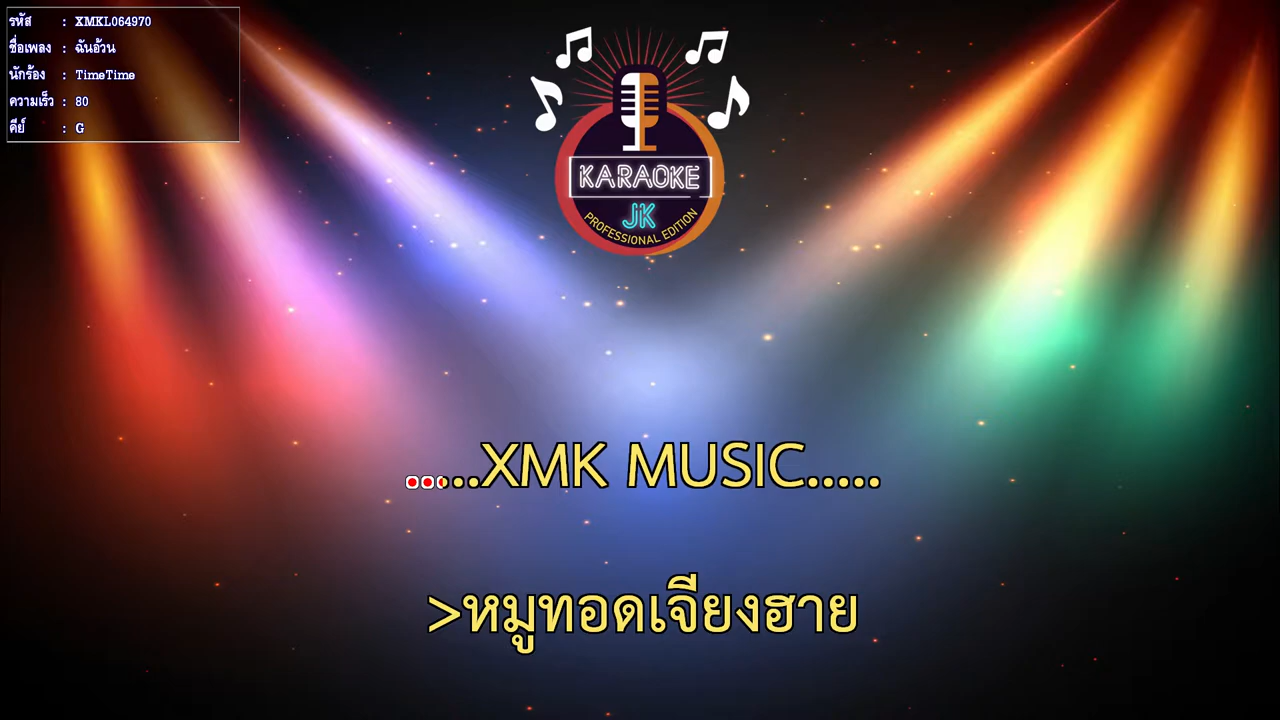 รหัส : XMKL064970
ชื่อเพลง : ฉันอ้วน
นักร้อง : TimeTime
ความเร็ว : 80
คีย์ : G
KARAOKE
JK
PROFESSIONAL EDITION
.....XMK MUSIC.....
>หมูทอดเจียงฮาย